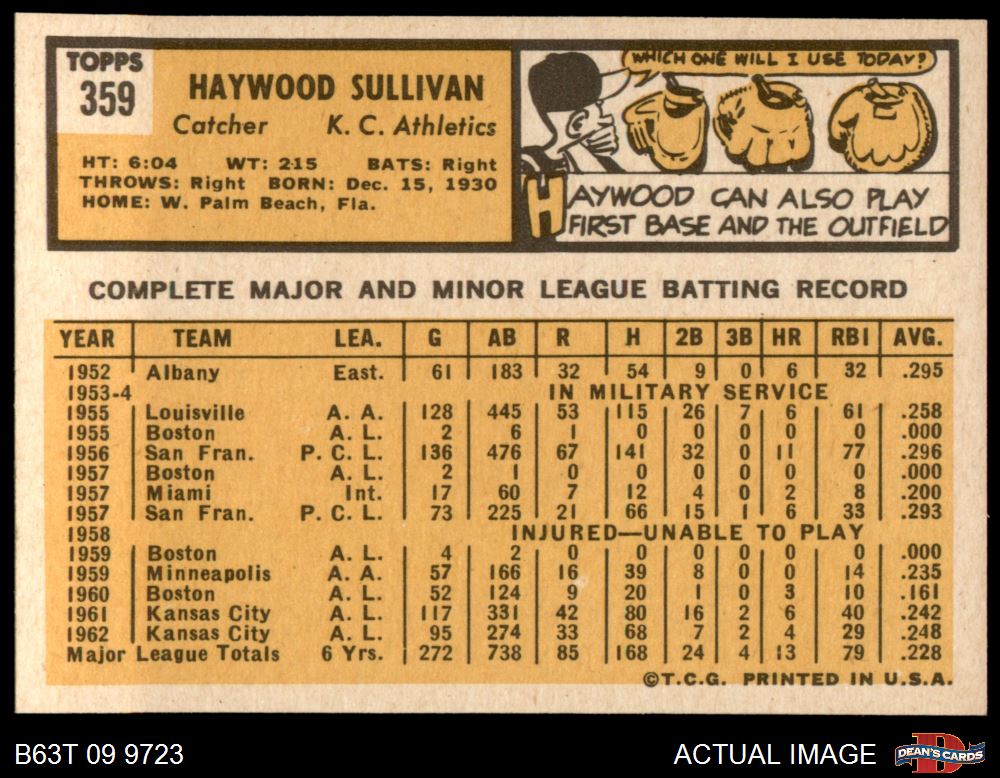 TOPPS
359
HAYWOOD SULLIVAN
Catcher K. C. Athletics
HT: 6:04 WT: 215 BATS: Right
THROWS: Right BORN: Dec. 15, 1930
HOME: W. Palm Beach, Fla.
WHICH ONE WILL I USE TODAY?
HAYWOOD CAN ALSO PLAY
FIRST BASE AND THE OUTFIELD
COMPLETE MAJOR AND MINOR LEAGUE BATTING RECORD
YEAR TEAM LEA. G AB R H 2B 3B HR RBI AVG.
1952 Albany East. 61 183 32 54 9 0 6 32 .295
1953-4 IN MILITARY SERVICE
1955 Louisville A. A. 128 445 53 115 26 7 6 61 .258
1955 Boston A. L. 2 6 1 0 0 0 0 0 .000
1956 San Fran. P. C. L. 136 476 67 141 32 0 11 77 .296
1957 Boston A. L. 2 1 0 0 0 0 0 0 .000
1957 Miami Int. 17 60 7 12 4 0 2 8 .200
1957 San Fran. P. C. L. 73 225 21 66 15 1 6 33 .293
1958 INJURED—UNABLE TO PLAY
1959 Boston A. L. 4 2 0 0 0 0 0 0 .000
1959 Minneapolis A. A. 57 166 16 39 8 0 0 14 .235
1960 Boston A. L. 52 124 9 20 1 0 3 10 .161
1961 Kansas City A. L. 117 331 42 80 16 2 6 40 .242
1962 Kansas City A. L. 95 274 33 68 7 2 4 29 .248
Major League Totals 6 Yrs. 272 738 85 168 24 4 13 79 .228
©T.C.G. PRINTED IN U.S.A.
B63T 09 9723 ACTUAL IMAGE DEAN'S CARDS